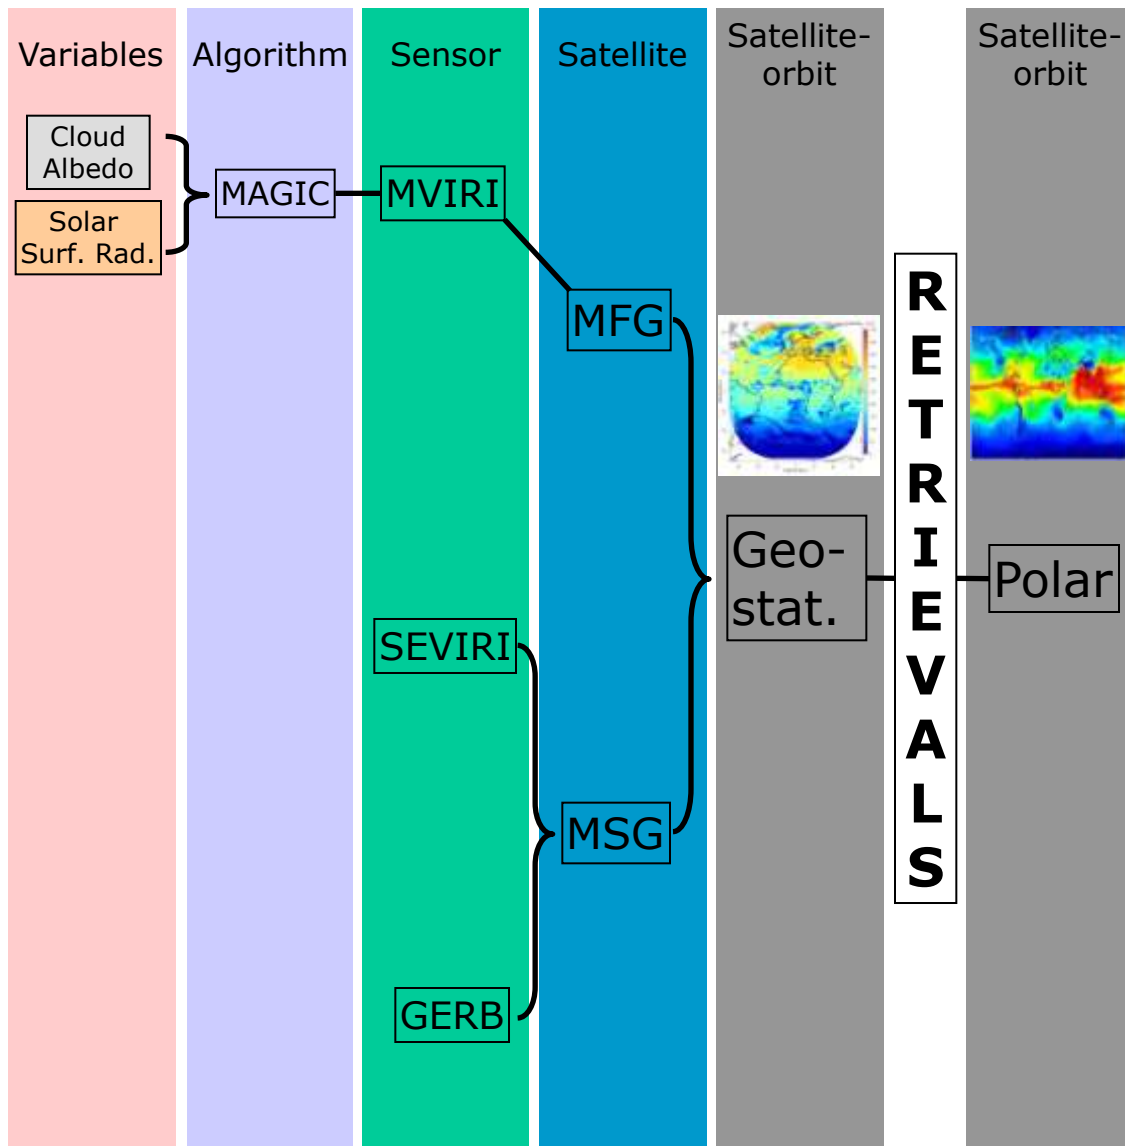 Variables
Algorithm
Sensor
Satellite
Satellite-
orbit
Satellite-
orbit
Cloud
Albedo
Solar
Surf. Rad.
MAGIC
MVIRI
MFG
SEVIRI
MSG
GERB
Geo-
stat.
R
E
T
R
I
E
V
A
L
S
Polar